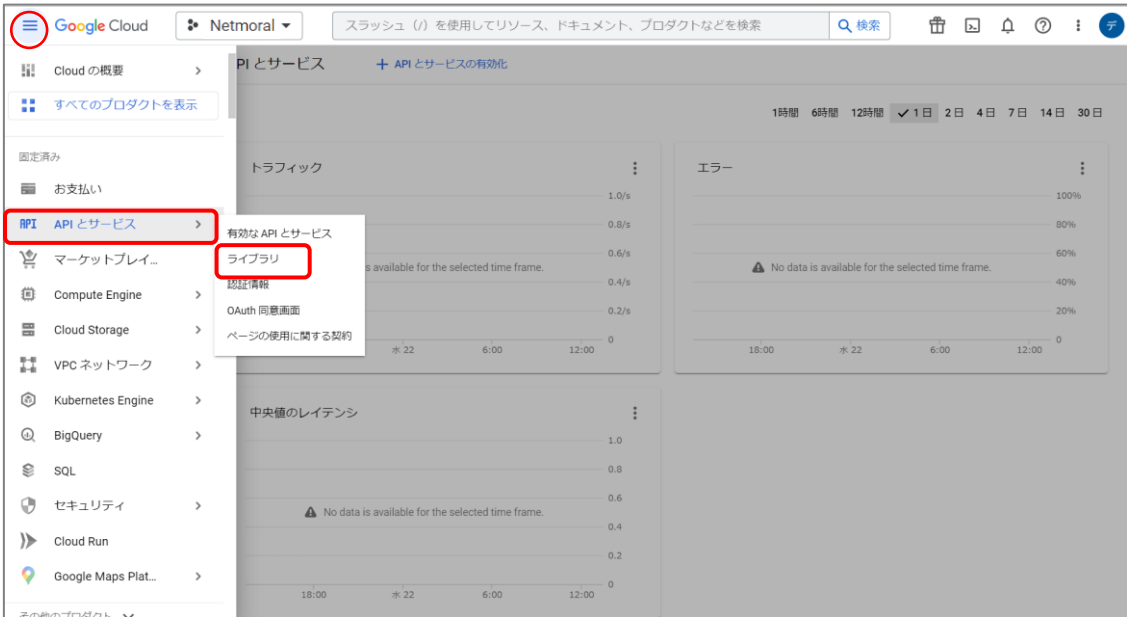 Google Cloud
Netmoral
スラッシュ（/）を使用してリソース、ドキュメント、プロダクトなどを検索
検索
デ
Cloud の概要
すべてのプロダクトを表示
固定済み
お支払い
API API とサービス
マーケットプレイ...
Compute Engine
Cloud Storage
VPC ネットワーク
Kubernetes Engine
BigQuery
SQL
セキュリティ
Cloud Run
Google Maps Plat...
その他のプロダクト
有効な API とサービス
ライブラリ
認証情報
OAuth 同意画面
ページの使用に関する契約
PI とサービス
+ API とサービスの有効化
1時間 6時間 12時間 1日 2日 4日 7日 14日 30日
トラフィック
1.0/s
0.8/s
0.6/s
s available for the selected time frame.
0.4/s
0.2/s
0
水 22 6:00 12:00
エラー
100%
80%
60%
No data is available for the selected time frame.
40%
20%
0
18:00 水 22 6:00 12:00
中央値のレイテンシ
1.0
0.8
0.6
No data is available for the selected time frame.
0.4
0.2
0
18:00 水 22 6:00 12:00